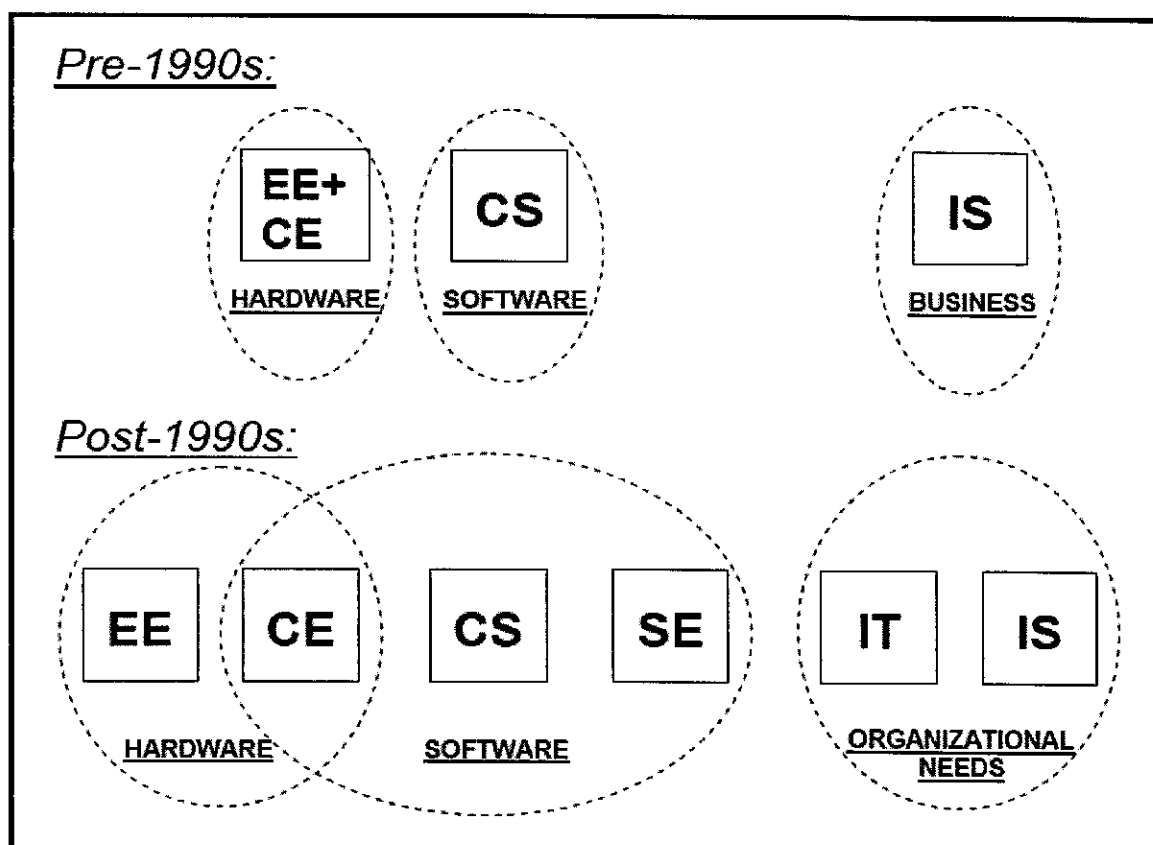 Pre-1990s:
EE+
CE
CS
IS
HARDWARE
SOFTWARE
BUSINESS
Post-1990s:
EE
CE
CS
SE
IT
IS
HARDWARE
SOFTWARE
ORGANIZATIONAL
NEEDS